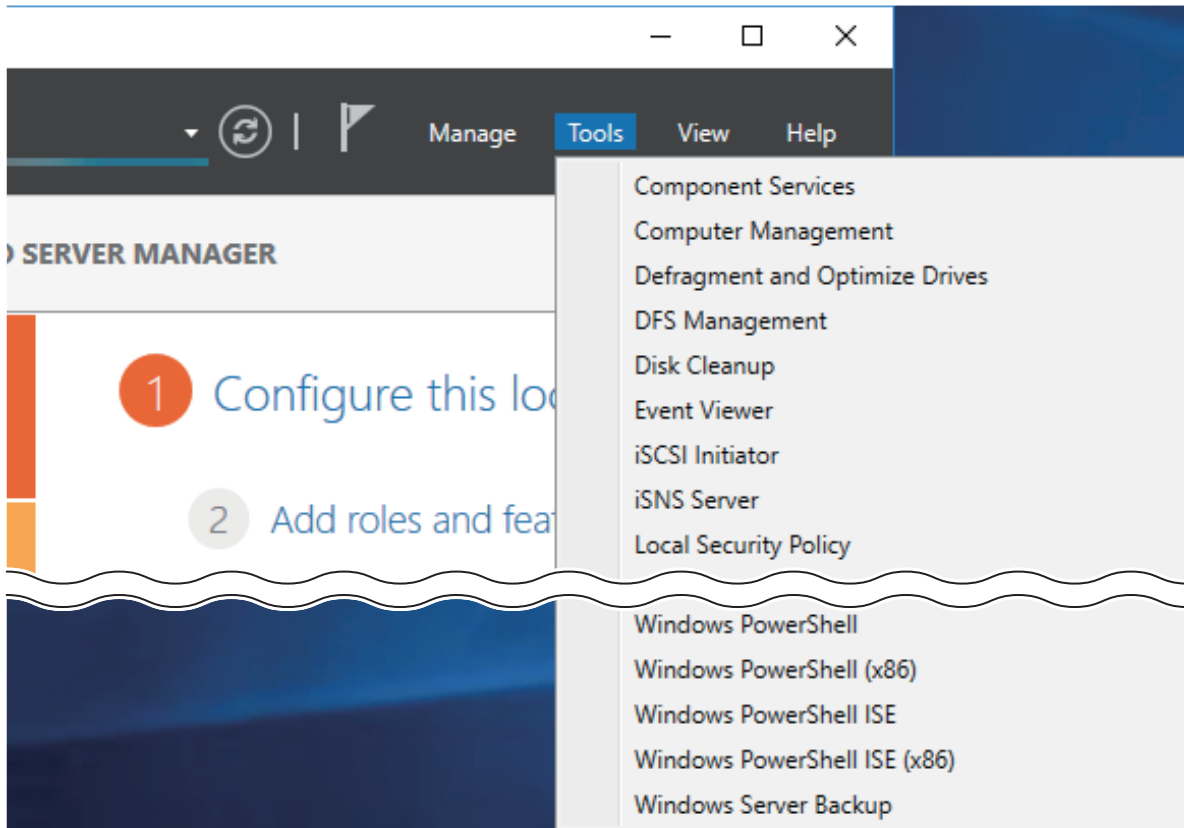 Manage Tools View Help
SERVER MANAGER
1 Configure this loc
2 Add roles and feat
Component Services
Computer Management
Defragment and Optimize Drives
DFS Management
Disk Cleanup
Event Viewer
iSCSI Initiator
iSNS Server
Local Security Policy
Windows PowerShell
Windows PowerShell (x86)
Windows PowerShell ISE
Windows PowerShell ISE (x86)
Windows Server Backup